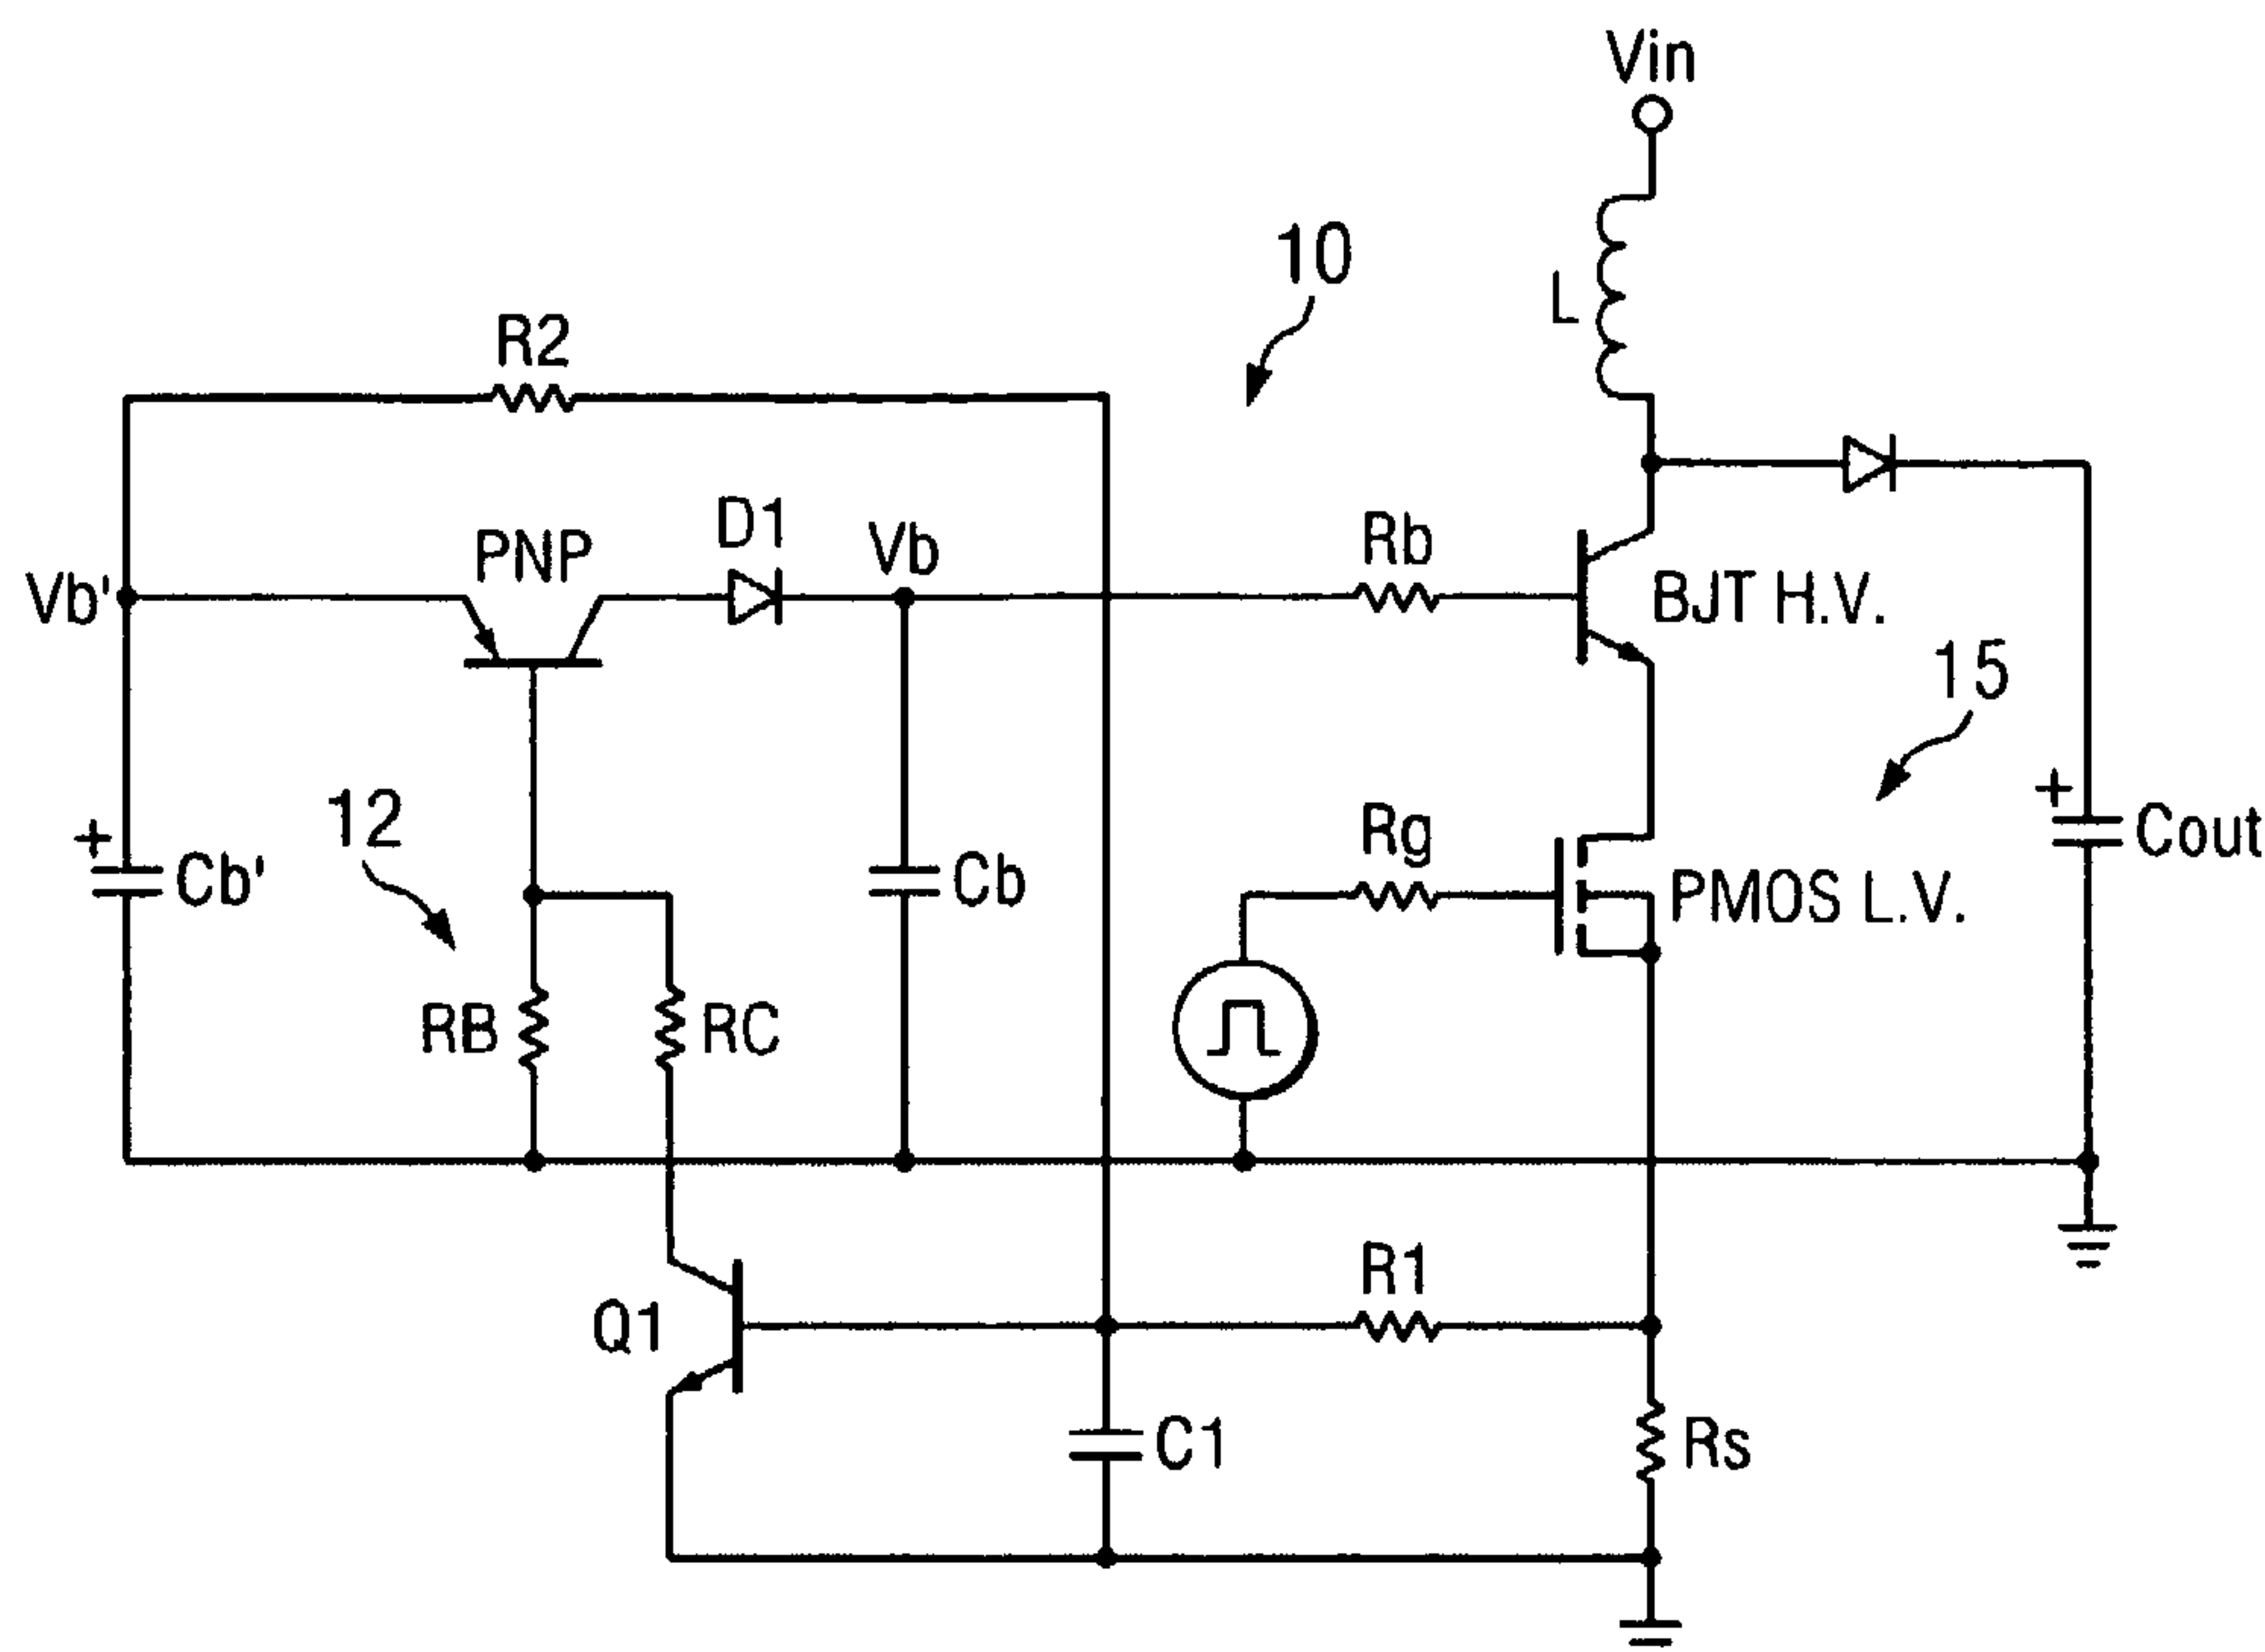 Vin
10
L
R2
D1
PNP
Vb
Rb
Vb'
BJT H.V.
15
12
Rg
+
Cb'
Cb
+
Cout
PMOS L.V.
RB
RC
R1
Q1
C1
Rs